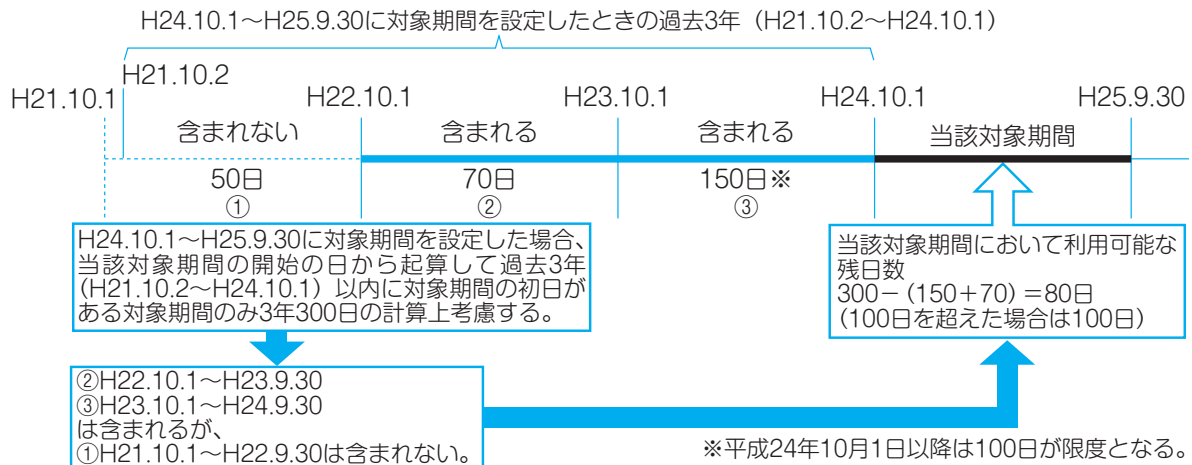 H24.10.1～H25.9.30に対象期間を設定したときの過去3年（H21.10.2～H24.10.1）
H21.10.2
H21.10.1
H22.10.1
H23.10.1
H24.10.1
H25.9.30
含まれない
含まれる
含まれる
当該対象期間
50日
70日
150日※
①
②
③
H24.10.1～H25.9.30に対象期間を設定した場合、
当該対象期間の開始の日から起算して過去3年
（H21.10.2～H24.10.1）以内に対象期間の初日が
ある対象期間のみ3年300日の計算上考慮する。
当該対象期間において利用可能な
残日数
300－（150＋70）＝80日
（100日を超えた場合は100日）
②H22.10.1～H23.9.30
③H23.10.1～H24.9.30
は含まれるが、
①H21.10.1～H22.9.30は含まれない。
※平成24年10月1日以降は100日が限度となる。